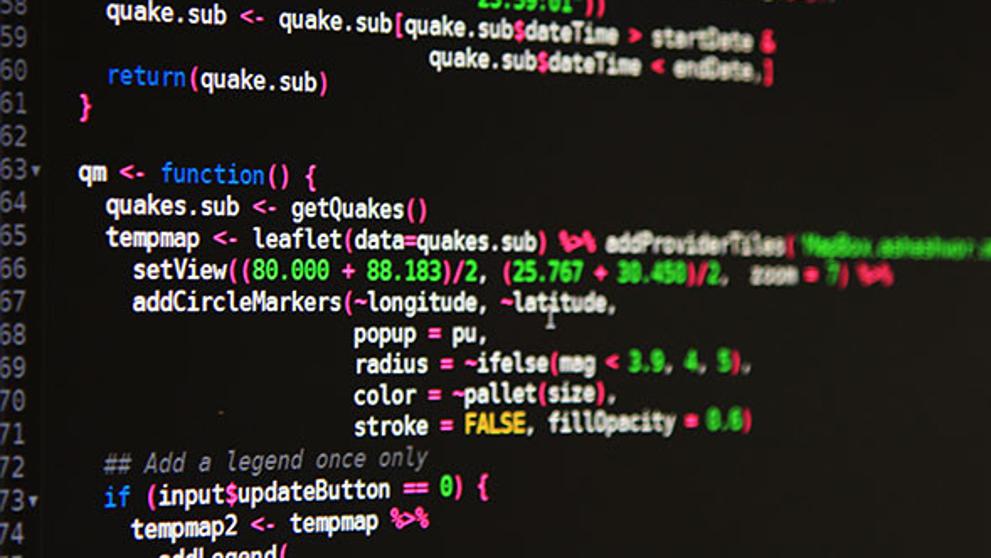 58 23:59:01"))
59 quake.sub <- quake.sub[quake.sub$dateTime > startDate &
60 quake.sub$dateTime < endDate,]
61 return(quake.sub)
}
62
63 qm <- function() {
64 quakes.sub <- getQuakes()
65 tempmap <- leaflet(data=quakes.sub) %>% addProviderTiles(
66 setView((80.000 + 88.183)/2, (25.767 + 30.450)/2, zoom = 7) %>%
67 addCircleMarkers(~longitude, ~latitude,
68 popup = pu,
69 radius = ~ifelse(mag < 3.9, 4, 5),
70 color = ~pallet(size),
71 stroke = FALSE, fillOpacity = 0.6)
72 ## Add a legend once only
73 if (input$updateButton == 0) {
74 tempmap2 <- tempmap %>%
addLegend(